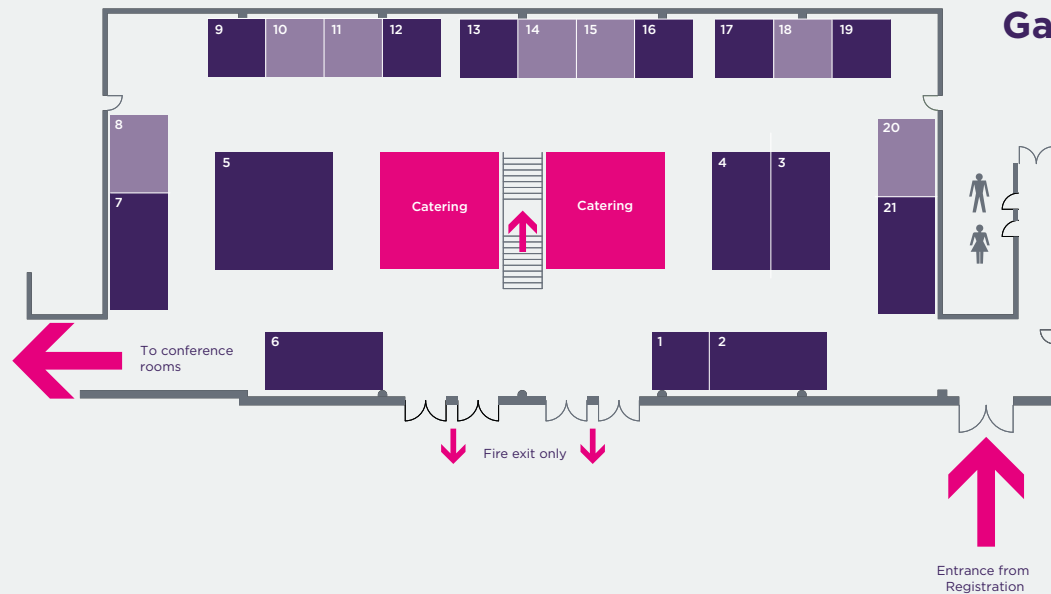 Ga
9
10
11
12
13
14
15
16
17
18
19
8
20
5
4
3
7
21
Catering
Catering
6
1
2
To conference
rooms
Fire exit only
Entrance from
Registration